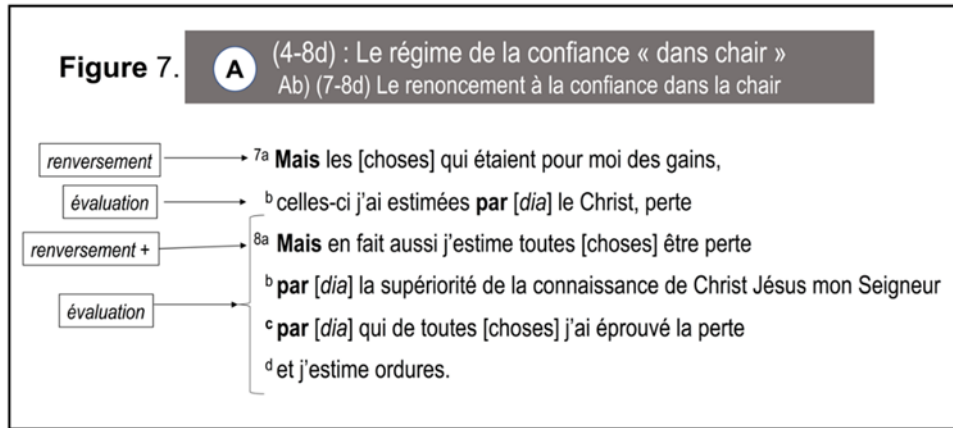 Figure 7.
A
(4-8d) : Le régime de la confiance « dans chair »
Ab) (7-8d) Le renoncement à la confiance dans la chair
renversement
7a Mais les [choses] qui étaient pour moi des gains,
évaluation
b celles-ci j'ai estimées par [dia] le Christ, perte
renversement +
8a Mais en fait aussi j'estime toutes [choses] être perte
b par [dia] la supériorité de la connaissance de Christ Jésus mon Seigneur
évaluation
c par [dia] qui de toutes [choses] j'ai éprouvé la perte
d et j'estime ordures.